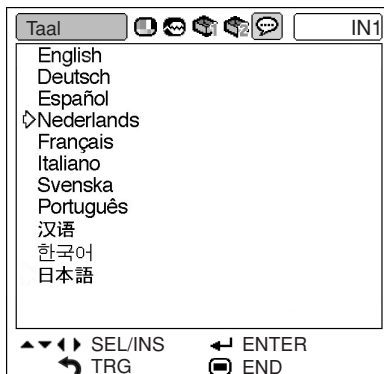 Taal IN1
English
Deutsch
Español
Nederlands
Français
Italiano
Svenska
Português
汉语
한국어
日本語
SEL/INS ENTER
TRG END